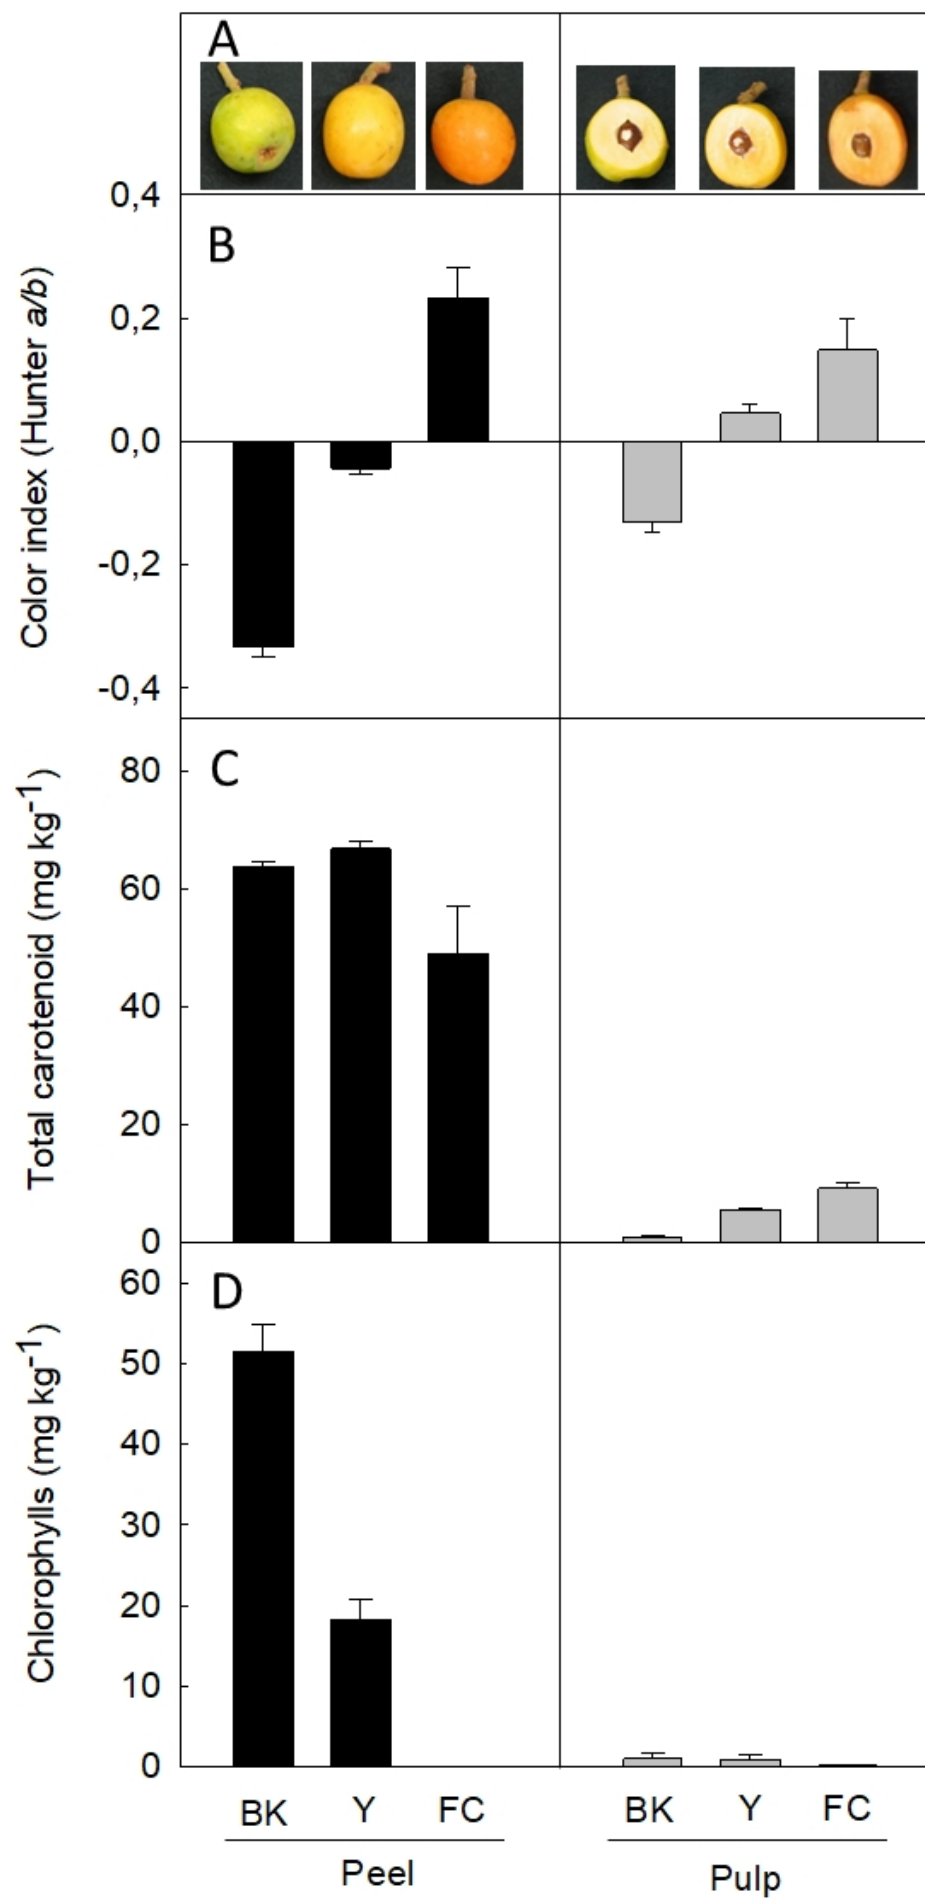 A
0,4
B
0,2
0,0
-0,2
-0,4
Color index (Hunter a/b)
C
80
60
40
20
0
Total carotenoid (mg kg⁻¹)
D
60
50
40
30
20
10
0
Chlorophylls (mg kg⁻¹)
BK Y FC BK Y FC
Peel Pulp